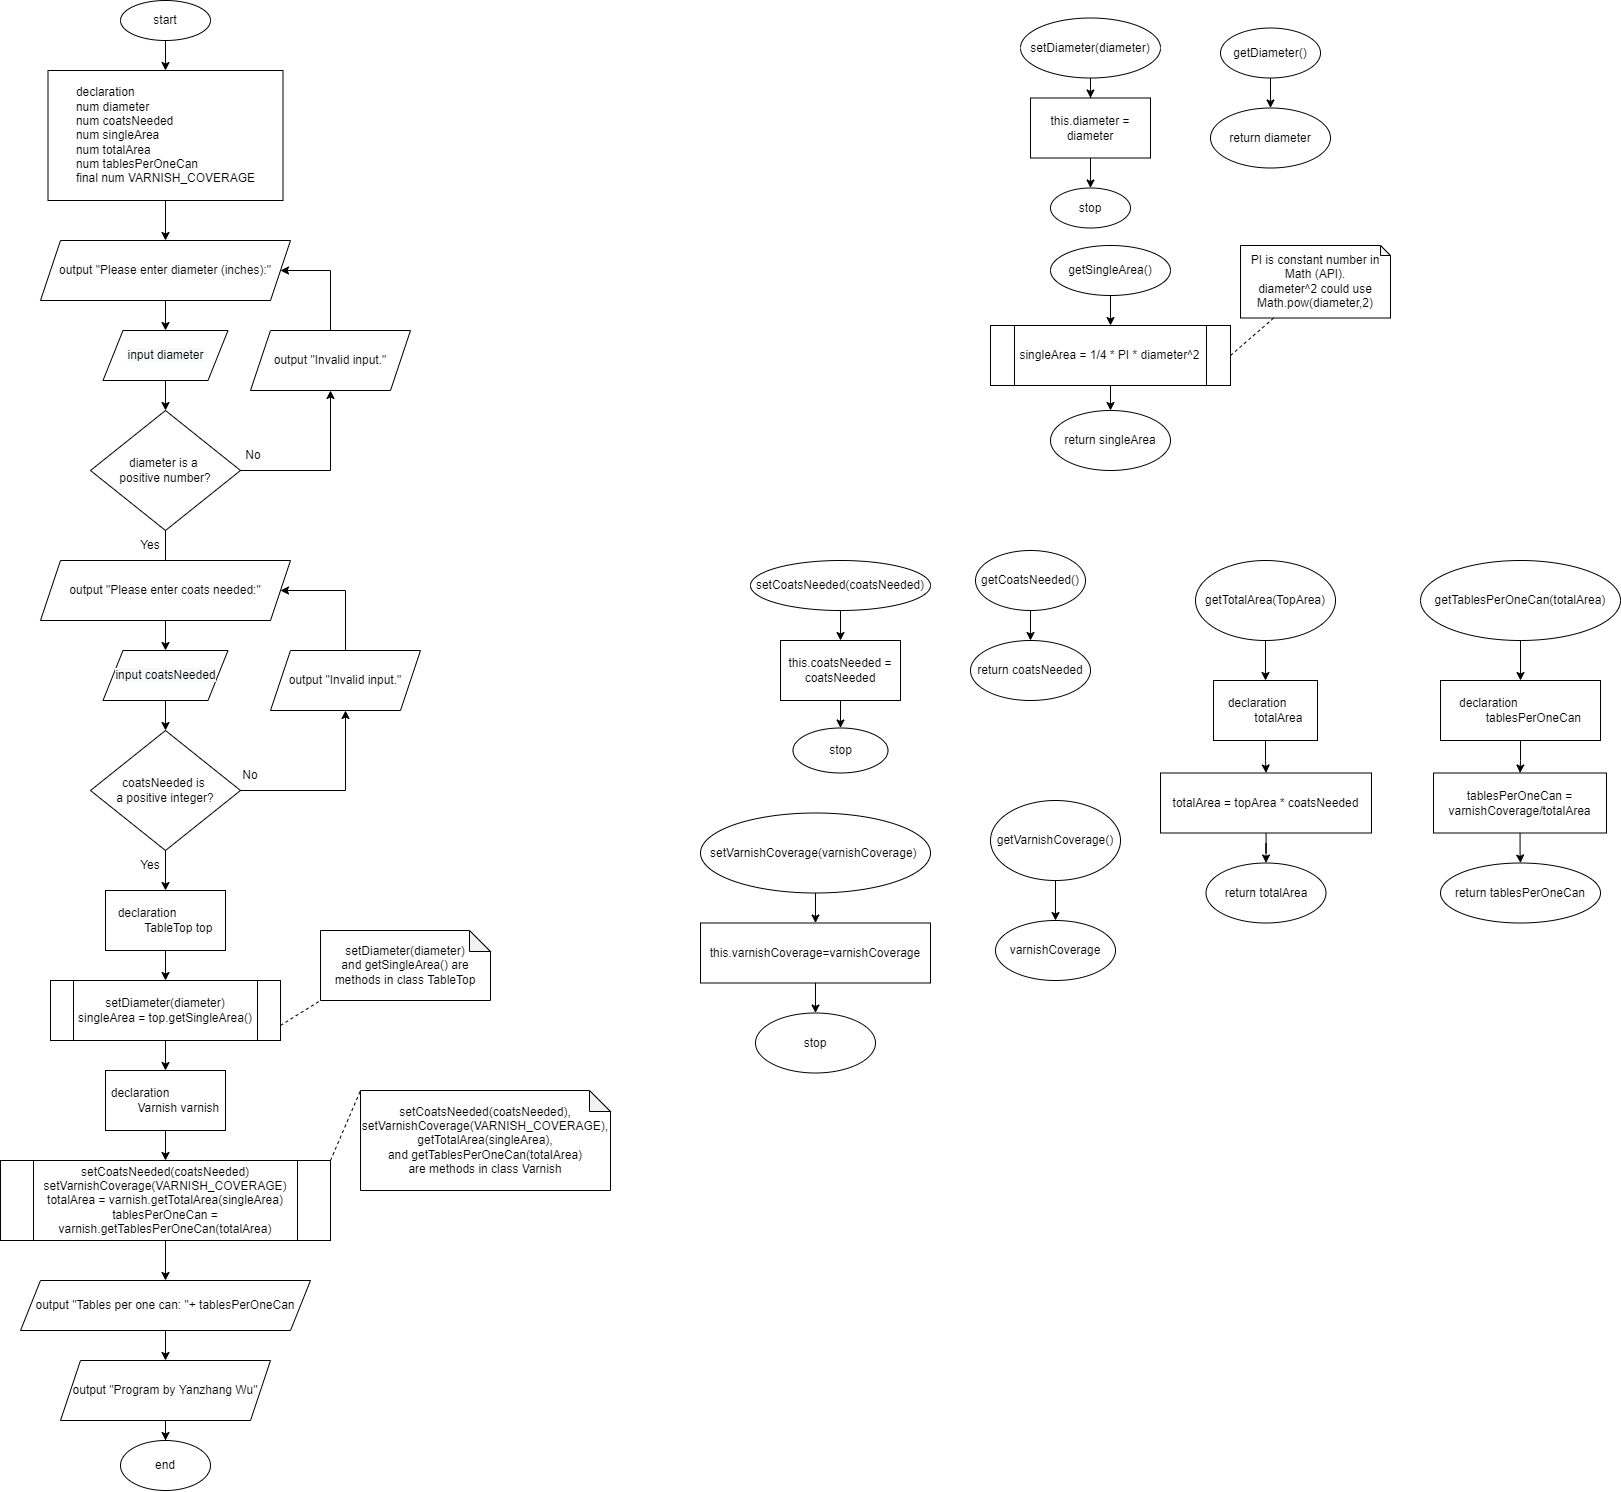 start
declaration
num diameter
num coatsNeeded
num singleArea
num totalArea
num tablesPerOneCan
final num VARNISH_COVERAGE
output "Please enter diameter (inches):"
input diameter
output "Invalid input."
diameter is a
positive number?
No
Yes
output "Please enter coats needed:"
input coatsNeeded
output "Invalid input."
coatsNeeded is
a positive integer?
No
Yes
declaration
TableTop top
setDiameter(diameter)
and getSingleArea() are
methods in class TableTop
setDiameter(diameter)
singleArea = top.getSingleArea()
declaration
Varnish varnish
setCoatsNeeded(coatsNeeded),
setVarnishCoverage(VARNISH_COVERAGE),
getTotalArea(singleArea),
and getTablesPerOneCan(totalArea)
are methods in class Varnish
setCoatsNeeded(coatsNeeded)
setVarnishCoverage(VARNISH_COVERAGE)
totalArea = varnish.getTotalArea(singleArea)
tablesPerOneCan =
varnish.getTablesPerOneCan(totalArea)
output "Tables per one can: "+ tablesPerOneCan
output "Program by Yanzhang Wu"
end
setDiameter(diameter)
this.diameter =
diameter
stop
getDiameter()
return diameter
getSingleArea()
singleArea = 1/4 * PI * diameter^2
return singleArea
PI is constant number in
Math (API).
diameter^2 could use
Math.pow(diameter,2)
setCoatsNeeded(coatsNeeded)
this.coatsNeeded =
coatsNeeded
stop
getCoatsNeeded()
return coatsNeeded
getTotalArea(TopArea)
declaration
totalArea
totalArea = topArea * coatsNeeded
return totalArea
getTablesPerOneCan(totalArea)
declaration
tablesPerOneCan
tablesPerOneCan =
varnishCoverage/totalArea
return tablesPerOneCan
setVarnishCoverage(varnishCoverage)
this.varnishCoverage=varnishCoverage
stop
getVarnishCoverage()
varnishCoverage